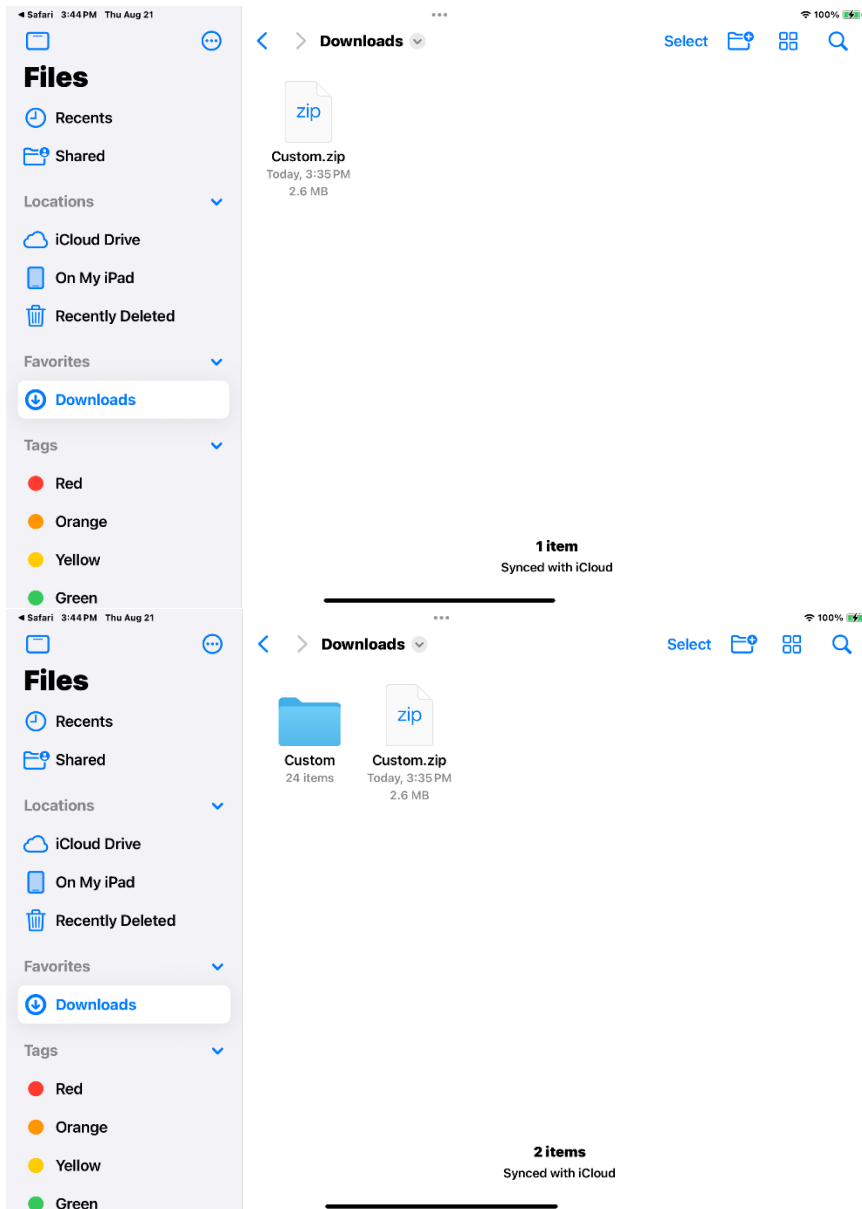 ◀ Safari 3:44 PM Thu Aug 21
100%
Files
Recents
Shared
Locations
iCloud Drive
On My iPad
Recently Deleted
Favorites
Downloads
Tags
Red
Orange
Yellow
Green
Downloads
Select
zip
Custom.zip
Today, 3:35 PM
2.6 MB
1 item
Synced with iCloud
◀ Safari 3:44 PM Thu Aug 21
100%
Files
Recents
Shared
Locations
iCloud Drive
On My iPad
Recently Deleted
Favorites
Downloads
Tags
Red
Orange
Yellow
Green
Downloads
Select
Custom
24 items
zip
Custom.zip
Today, 3:35 PM
2.6 MB
2 items
Synced with iCloud